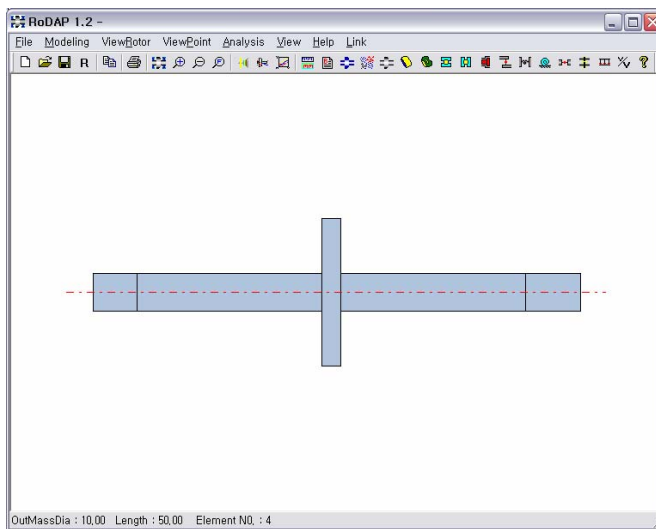 RoDAP 1.2 -
File Modeling ViewRotor ViewPoint Analysis View Help Link
R
OutMassDia : 10,00 Length : 50,00 Element N0, : 4